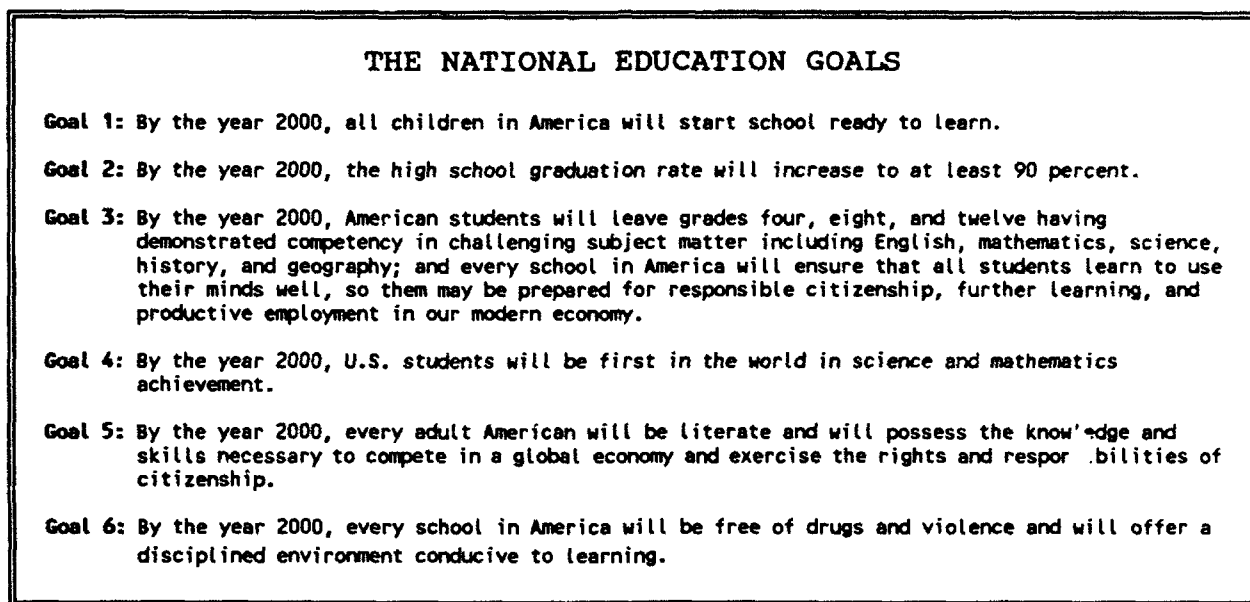 THE NATIONAL EDUCATION GOALS
Goal 1: By the year 2000, all children in America will start school ready to learn.
Goal 2: By the year 2000, the high school graduation rate will increase to at least 90 percent.
Goal 3: By the year 2000, American students will leave grades four, eight, and twelve having
demonstrated competency in challenging subject matter including English, mathematics, science,
history, and geography; and every school in America will ensure that all students learn to use
their minds well, so them may be prepared for responsible citizenship, further learning, and
productive employment in our modern economy.
Goal 4: By the year 2000, U.S. students will be first in the world in science and mathematics
achievement.
Goal 5: By the year 2000, every adult American will be literate and will possess the know'edge and
skills necessary to compete in a global economy and exercise the rights and respor .bilities of
citizenship.
Goal 6: By the year 2000, every school in America will be free of drugs and violence and will offer a
disciplined environment conducive to learning.